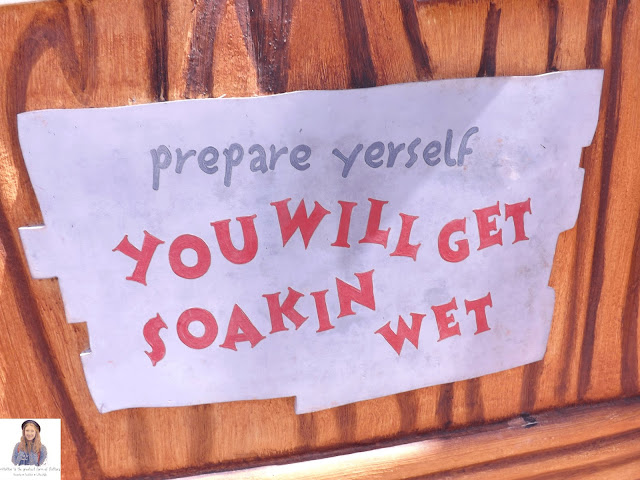 prepare yerself
YOU WILL GET
SOAKIN WET